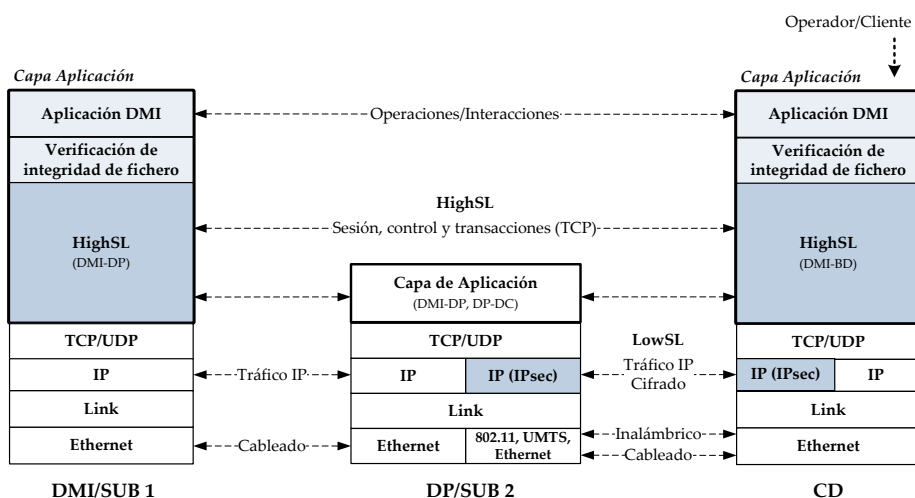 Operador/Cliente
Capa Aplicación
Capa Aplicación
Aplicación DMI
Operaciones/Interacciones
Aplicación DMI
Verificación de
integridad de fichero
Verificación de
integridad de fichero
HighSL
Sesión, control y transacciones (TCP)
HighSL
(DMI-DP)
HighSL
(DMI-BD)
Capa de Aplicación
(DMI-DP, DP-DC)
TCP/UDP
TCP/UDP
LowSL
TCP/UDP
IP
Tráfico IP
IP
IP (IPsec)
Tráfico IP
Cifrado
IP (IPsec)
IP
Link
Link
Link
Ethernet
Cableado
Ethernet
802.11, UMTS,
Ethernet
Inalámbrico
Cableado
Ethernet
DMI/SUB 1
DP/SUB 2
CD